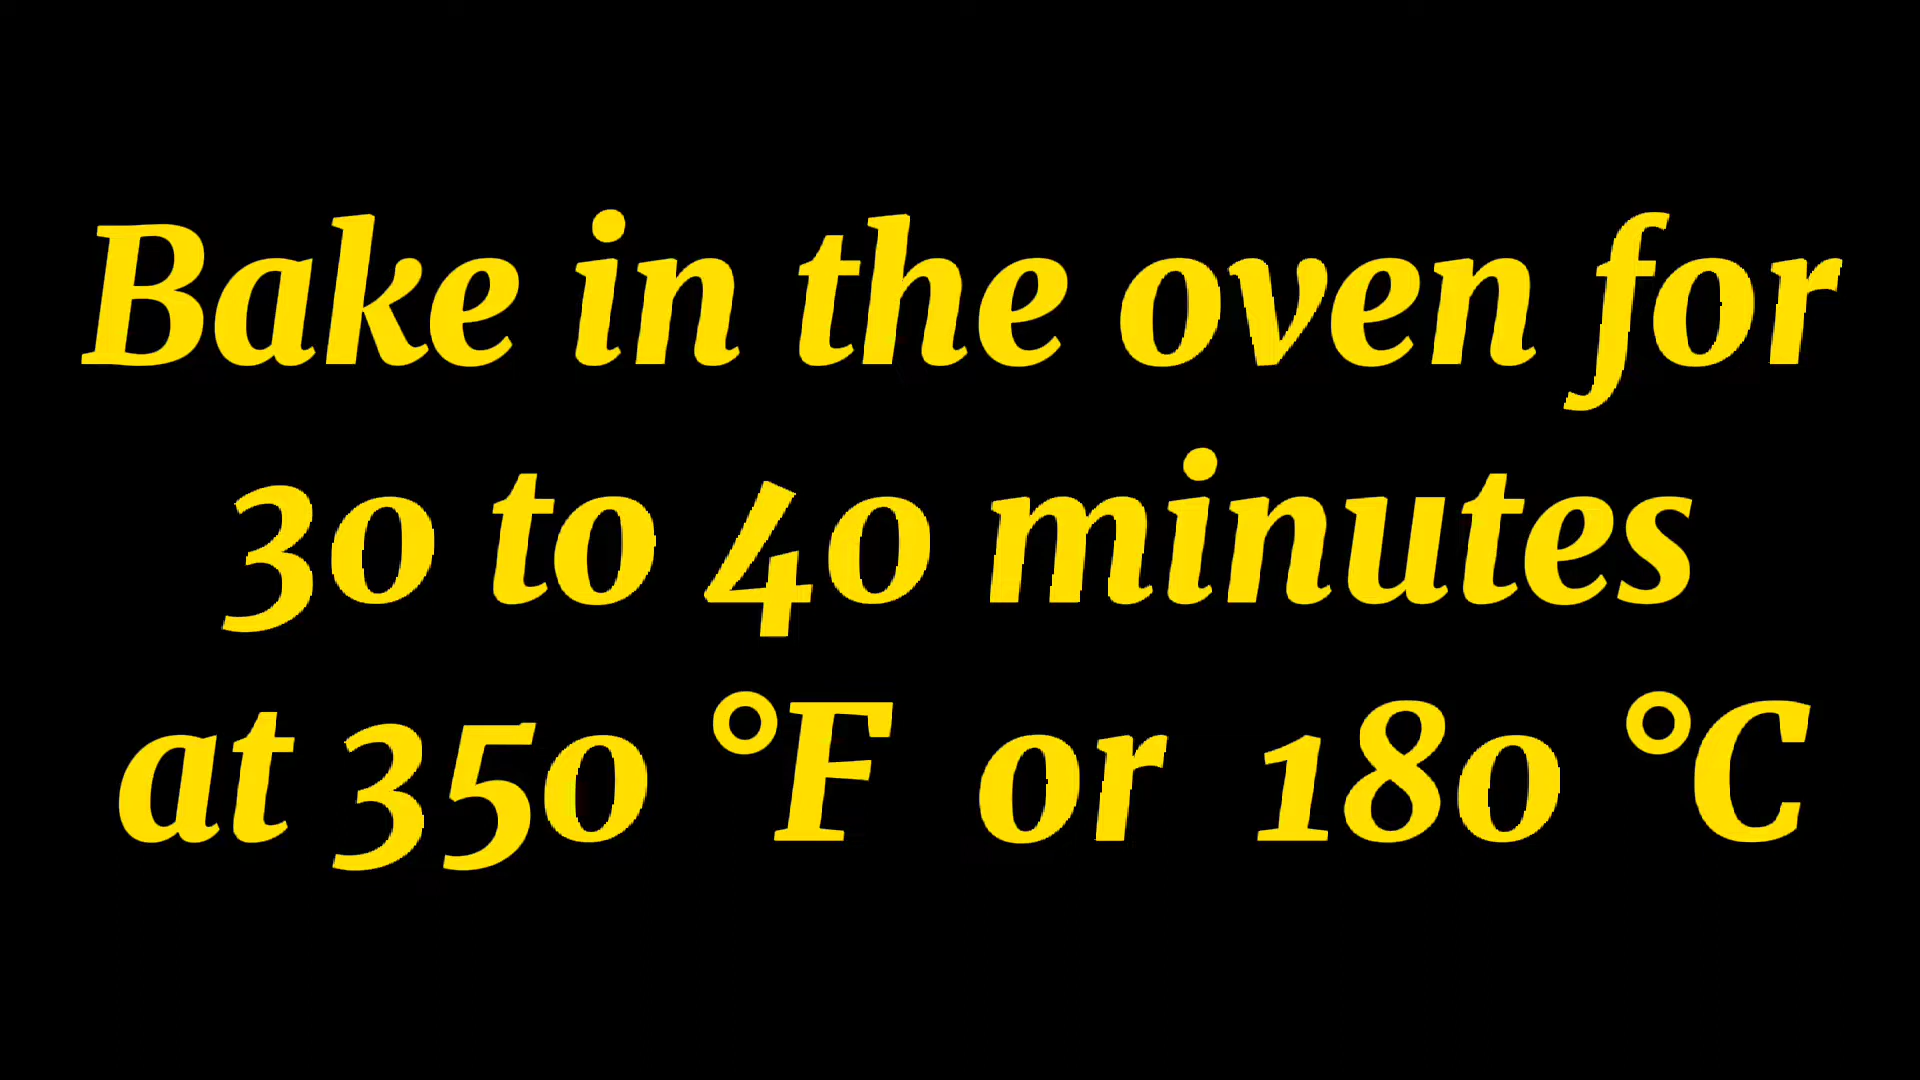 Bake in the oven for
30 to 40 minutes
at 350 °F or 180 °C